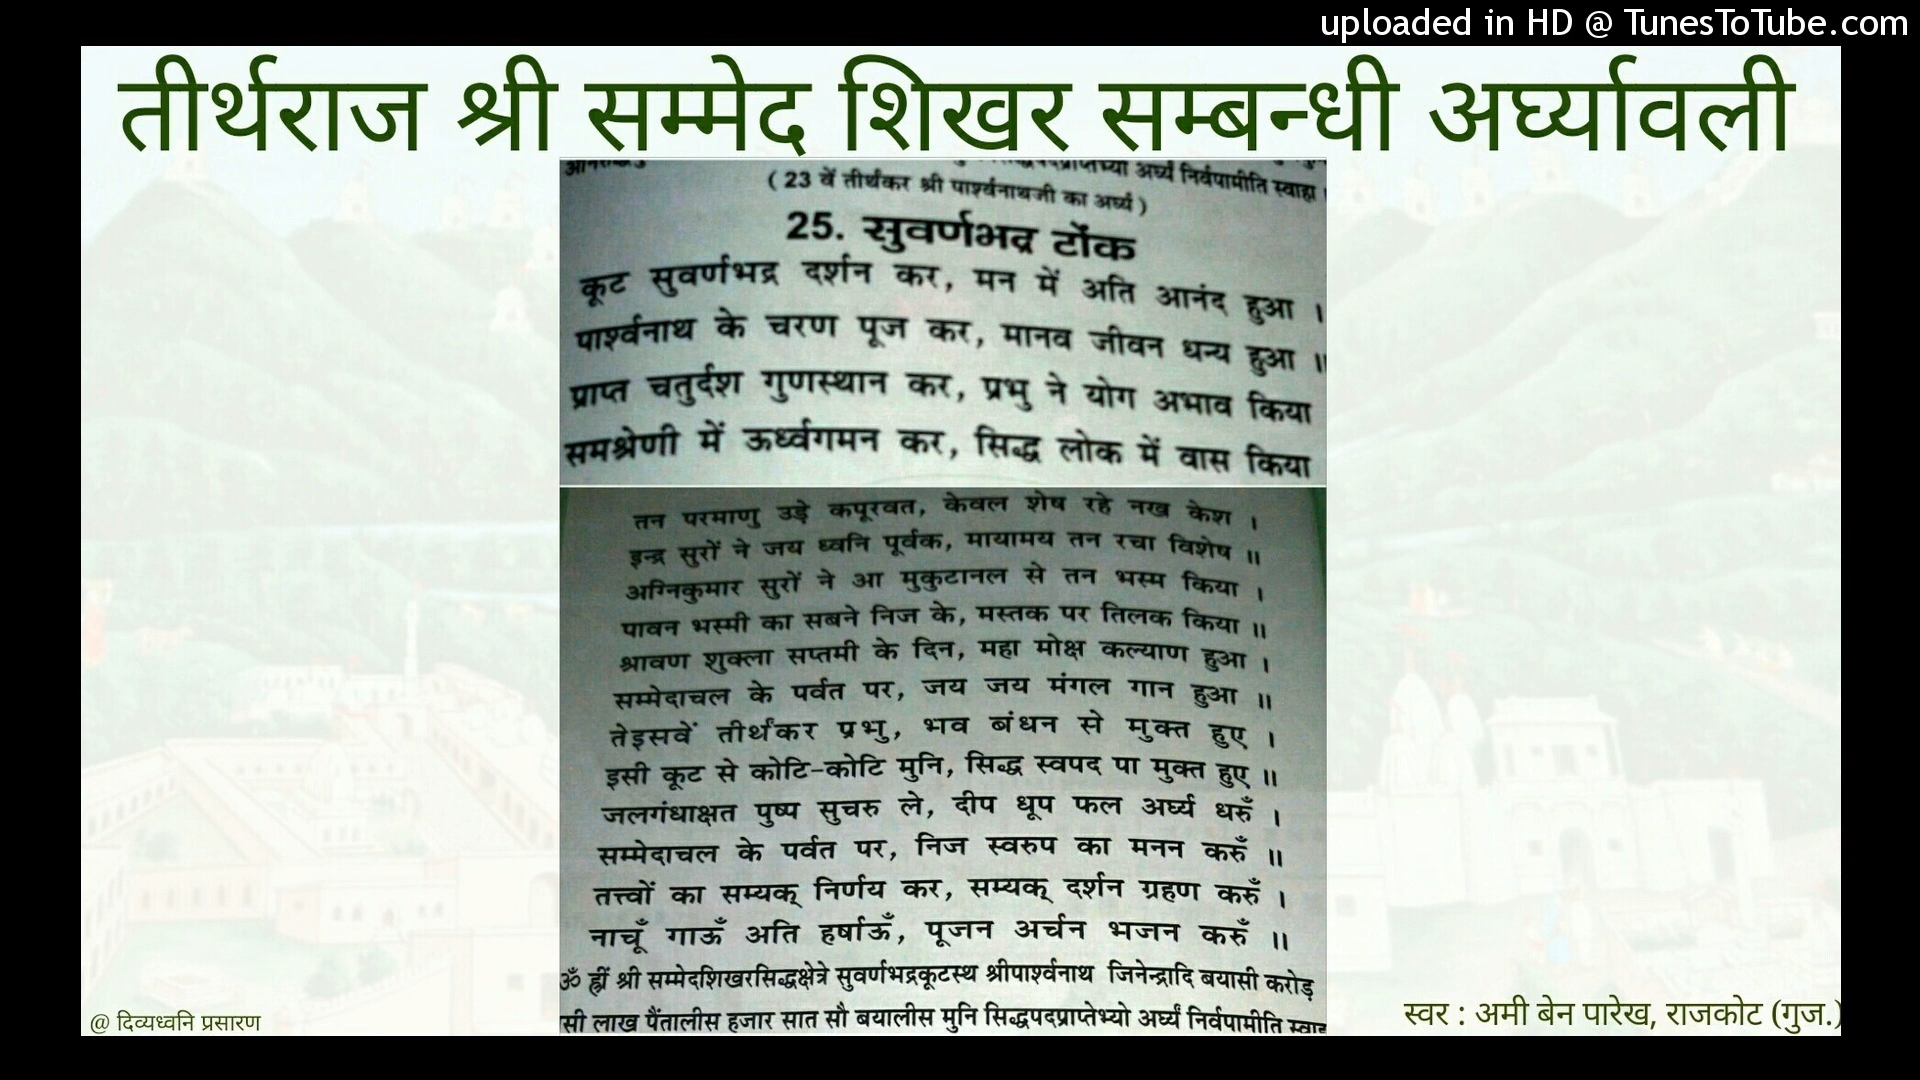 uploaded in HD @ TunesToTube.com
तीर्थराज श्री सम्मेद शिखर सम्बन्धी अर्घ्यावली
अर्घ्यं निर्वपामीति स्वाहा
( 23 वें तीर्थंकर श्री पार्श्वनाथजी का अर्घ्य )
25. सुवर्णभद्र टोंक
कूट सुवर्णभद्र दर्शन कर, मन में अति आनंद हुआ ।
पार्श्वनाथ के चरण पूज कर, मानव जीवन धन्य हुआ ॥
प्राप्त चतुर्दश गुणस्थान कर, प्रभु ने योग अभाव किया
समश्रेणी में ऊर्ध्वगमन कर, सिद्ध लोक में वास किया
तन परमाणु उड़े कपूरवत, केवल शेष रहे नख केश ।
इन्द्र सुरों ने जय ध्वनि पूर्वक, मायामय तन रचा विशेष ॥
अग्निकुमार सुरों ने आ मुकुटानल से तन भस्म किया ।
पावन भस्मी का सबने निज के, मस्तक पर तिलक किया ॥
श्रावण शुक्ला सप्तमी के दिन, महा मोक्ष कल्याण हुआ ।
सम्मेदाचल के पर्वत पर, जय जय मंगल गान हुआ ॥
तेइसवें तीर्थंकर प्रभु, भव बंधन से मुक्त हुए ।
इसी कूट से कोटि-कोटि मुनि, सिद्ध स्वपद पा मुक्त हुए ॥
जलगंधाक्षत पुष्प सुचरु ले, दीप धूप फल अर्घ्य धरुँ ।
सम्मेदाचल के पर्वत पर, निज स्वरुप का मनन करुँ ॥
तत्त्वों का सम्यक् निर्णय कर, सम्यक् दर्शन ग्रहण करुँ ।
नाचूँ गाऊँ अति हर्षाऊँ, पूजन अर्चन भजन करुँ ॥
ॐ ह्रीं श्री सम्मेदशिखरसिद्धक्षेत्रे सुवर्णभद्रकूटस्थ श्रीपार्श्वनाथ जिनेन्द्रादि बयासी करोड़
सी लाख पैंतालीस हजार सात सौ बयालीस मुनि सिद्धपदप्राप्तेभ्यो अर्घ्यं निर्वपामीति
@ दिव्यध्वनि प्रसारण
स्वर : अमी बेन पारेख, राजकोट (गुज.)